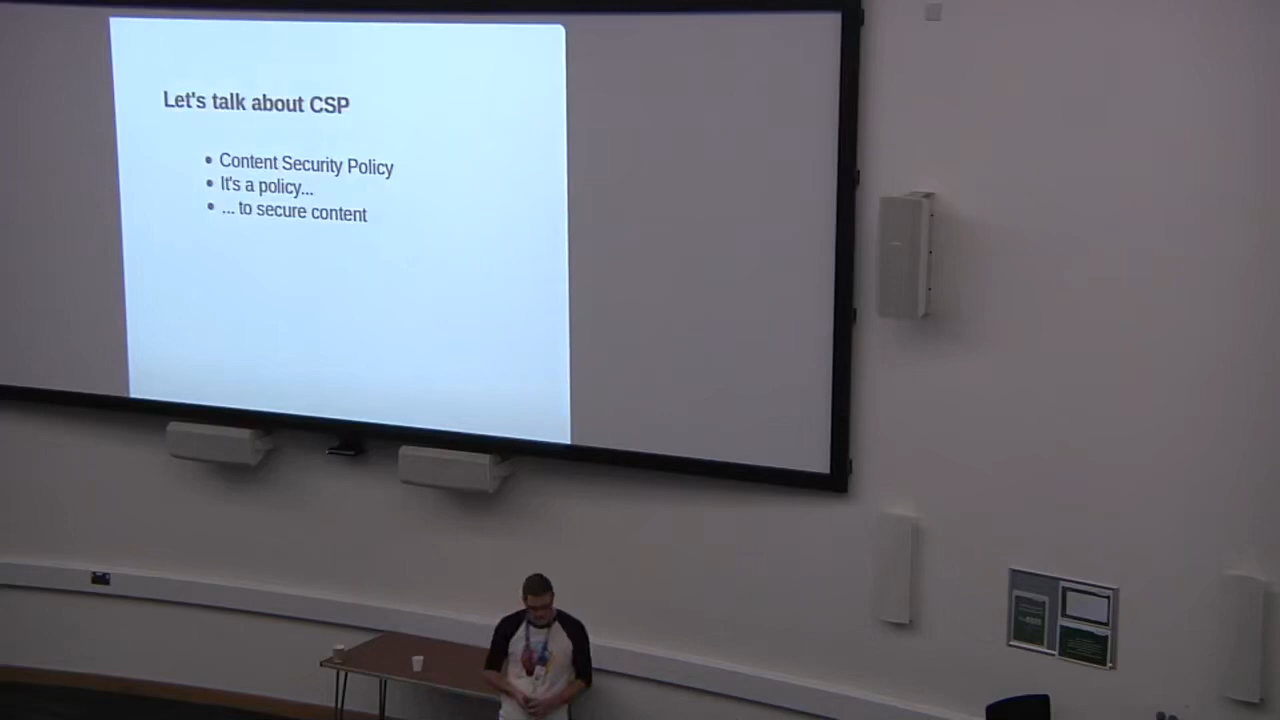 Let's talk about CSP
• Content Security Policy
• It's a policy...
• ... to secure content